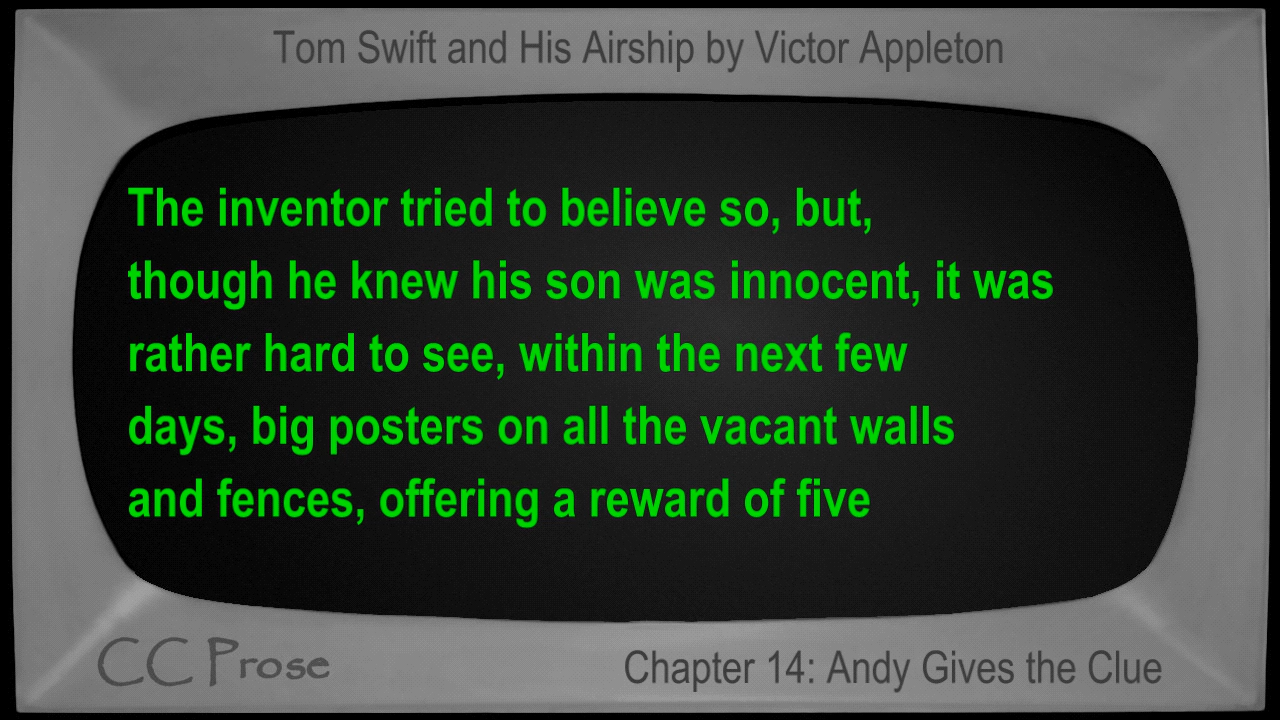 Tom Swift and His Airship by Victor Appleton
The inventor tried to believe so, but,
though he knew his son was innocent, it was
rather hard to see, within the next few
days, big posters on all the vacant walls
and fences, offering a reward of five
CC Prose
Chapter 14: Andy Gives the Clue